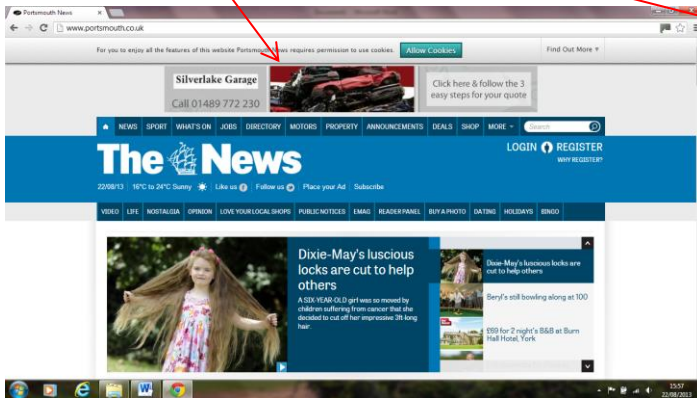 Portsmouth News
www.portsmouth.co.uk
For you to enjoy all the features of this website Portsmouth News requires permission to use cookies. Allow Cookies Find Out More
Silverlake Garage
Call 01489 772 230
Click here & follow the 3
easy steps for your quote
NEWS SPORT WHAT'S ON JOBS DIRECTORY MOTORS PROPERTY ANNOUNCEMENTS DEALS SHOP MORE Search
LOGIN REGISTER
WHY REGISTER?
The News
22/08/13 16°C to 24°C Sunny Like us Follow us Place your Ad Subscribe
VIDEO LIFE NOSTALGIA OPINION LOVE YOUR LOCAL SHOPS PUBLIC NOTICES EMAG READER PANEL BUY A PHOTO DATING HOLIDAYS BINGO
Dixie-May's luscious
locks are cut to help
others
A SIX-YEAR-OLD girl was so moved by
children suffering from cancer that she
decided to cut off her impressive 3ft-long
hair.
Dixie-May's luscious locks are
cut to help others
Beryl's still bowling along at 100
£69 for 2 night's B&B at Burn
Hall Hotel, York
15:57
22/08/2013